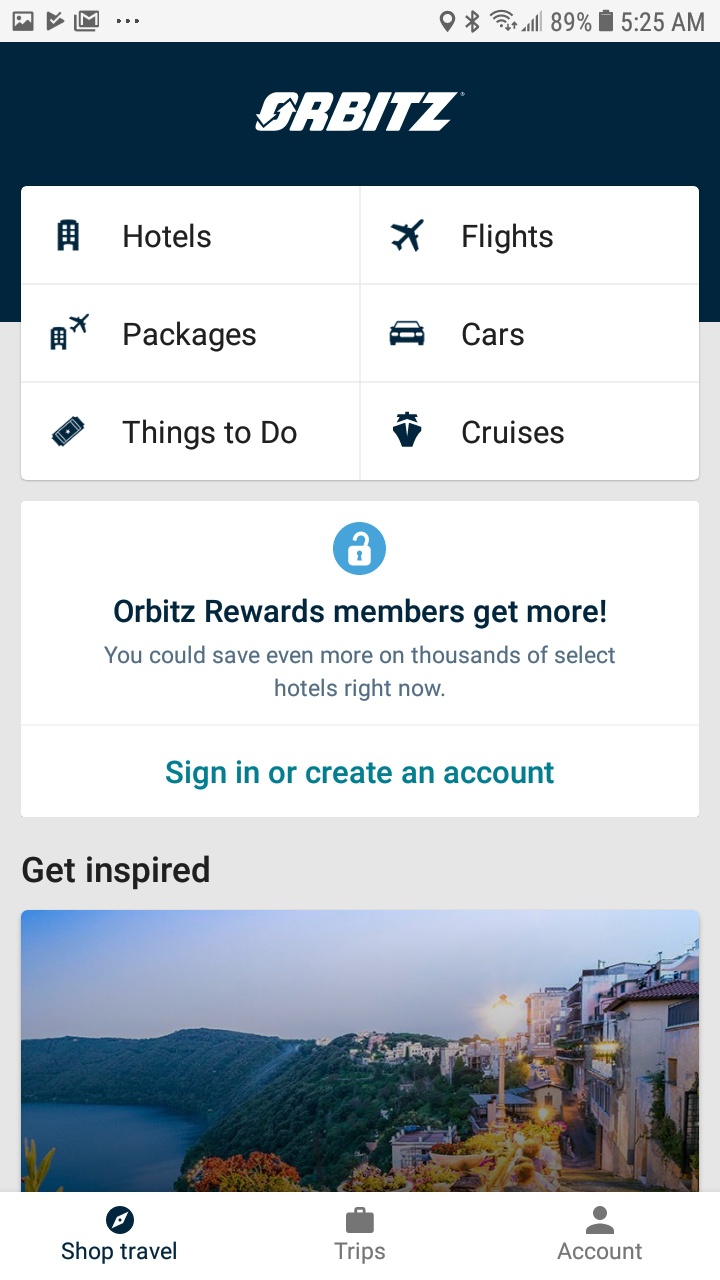 89% 5:25 AM
ORBITZ
Hotels
Flights
Packages
Cars
Things to Do
Cruises
Orbitz Rewards members get more!
You could save even more on thousands of select
hotels right now.
Sign in or create an account
Get inspired
Shop travel
Trips
Account